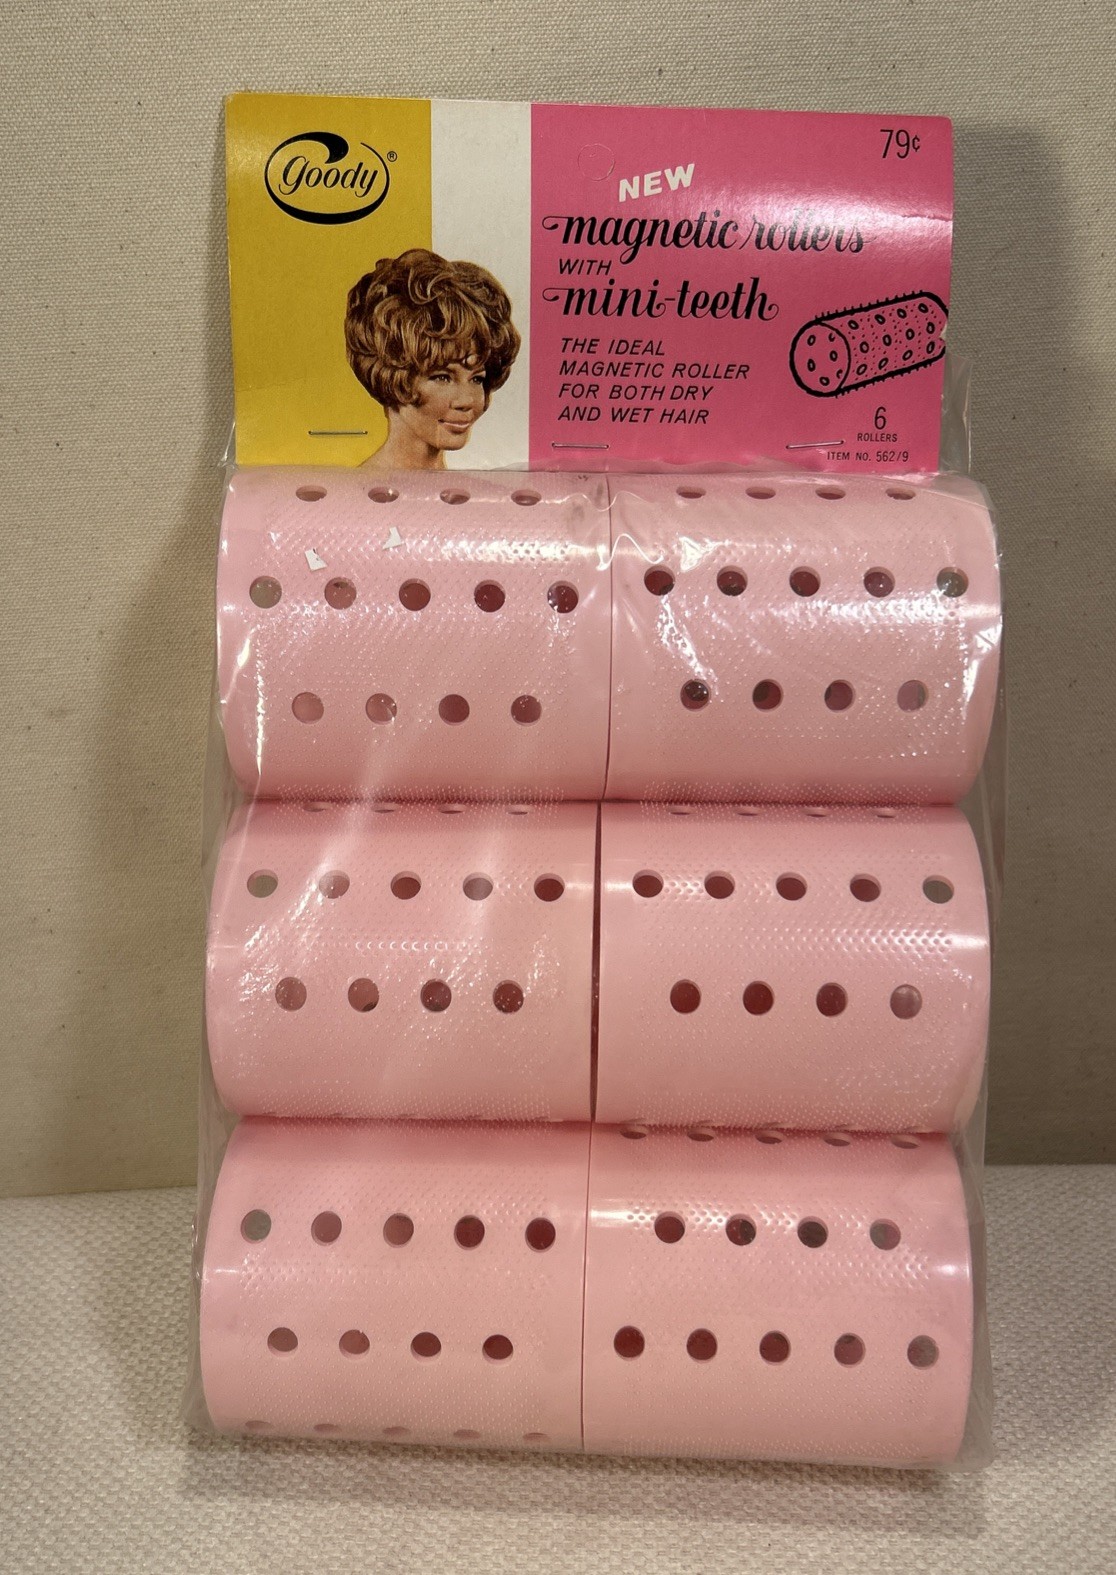 goody®
79¢
NEW
magnetic rollers
WITH
mini-teeth
THE IDEAL
MAGNETIC ROLLER
FOR BOTH DRY
AND WET HAIR
6
ROLLERS
ITEM NO. 562/9